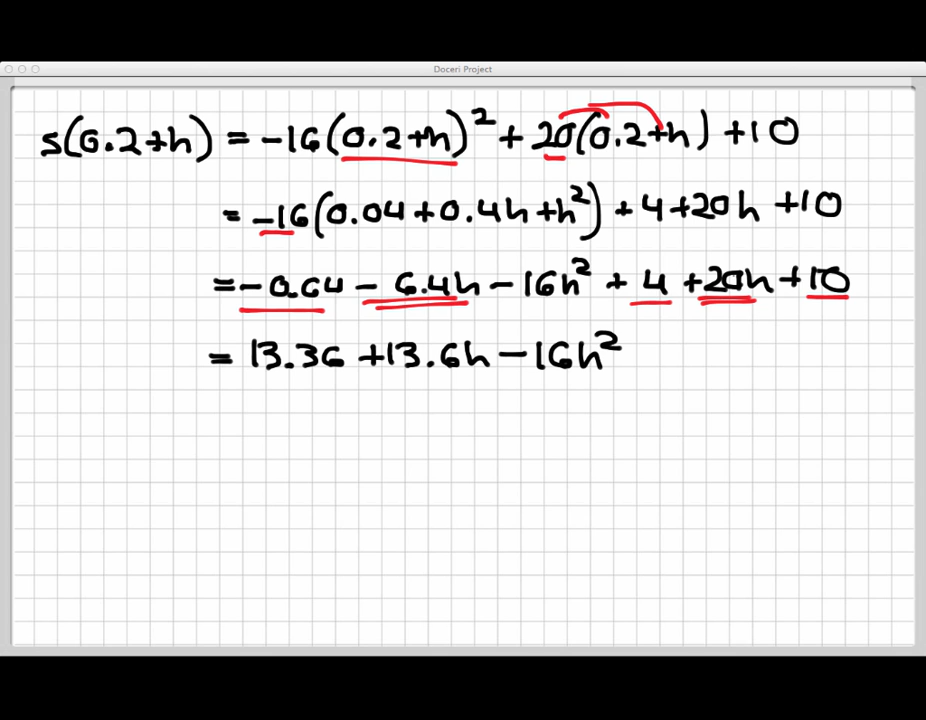 Doceri Project
s(0.2+h) = -16(0.2+h)² + 20(0.2+h) + 10
= -16(0.04 + 0.4h + h²) + 4 + 20h + 10
= -0.64 - 6.4h - 16h² + 4 + 20h + 10
= 13.36 + 13.6h - 16h²